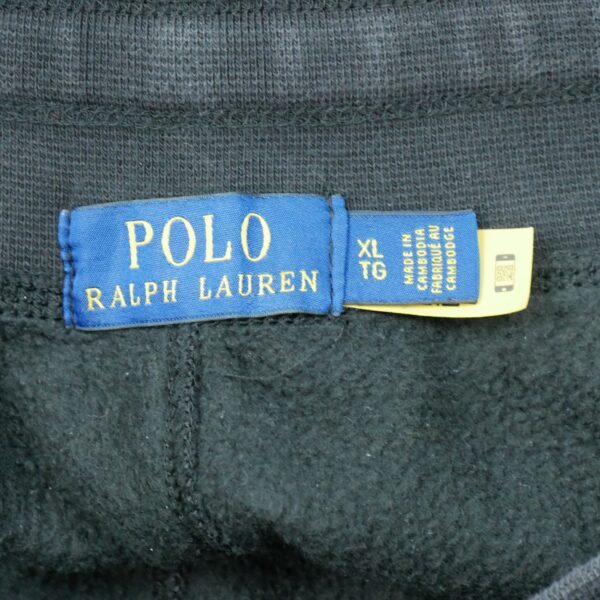 POLO
RALPH LAUREN
XL
TG
MADE IN
CAMBODIA
FABRIQUÉ AU
CAMBODGE